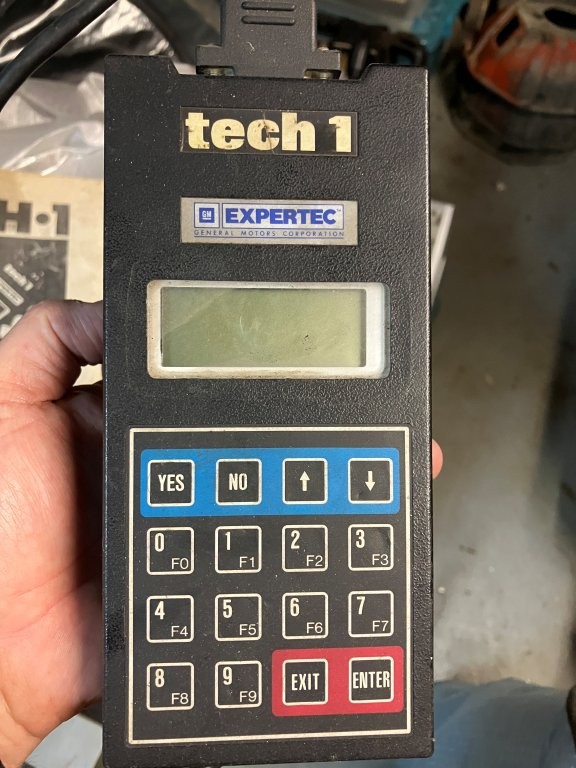 tech 1
GM EXPERTEC™
GENERAL MOTORS CORPORATION
H·1
YES NO ↑ ↓
0 F0 1 F1 2 F2 3 F3
4 F4 5 F5 6 F6 7 F7
8 F8 9 F9 EXIT ENTER